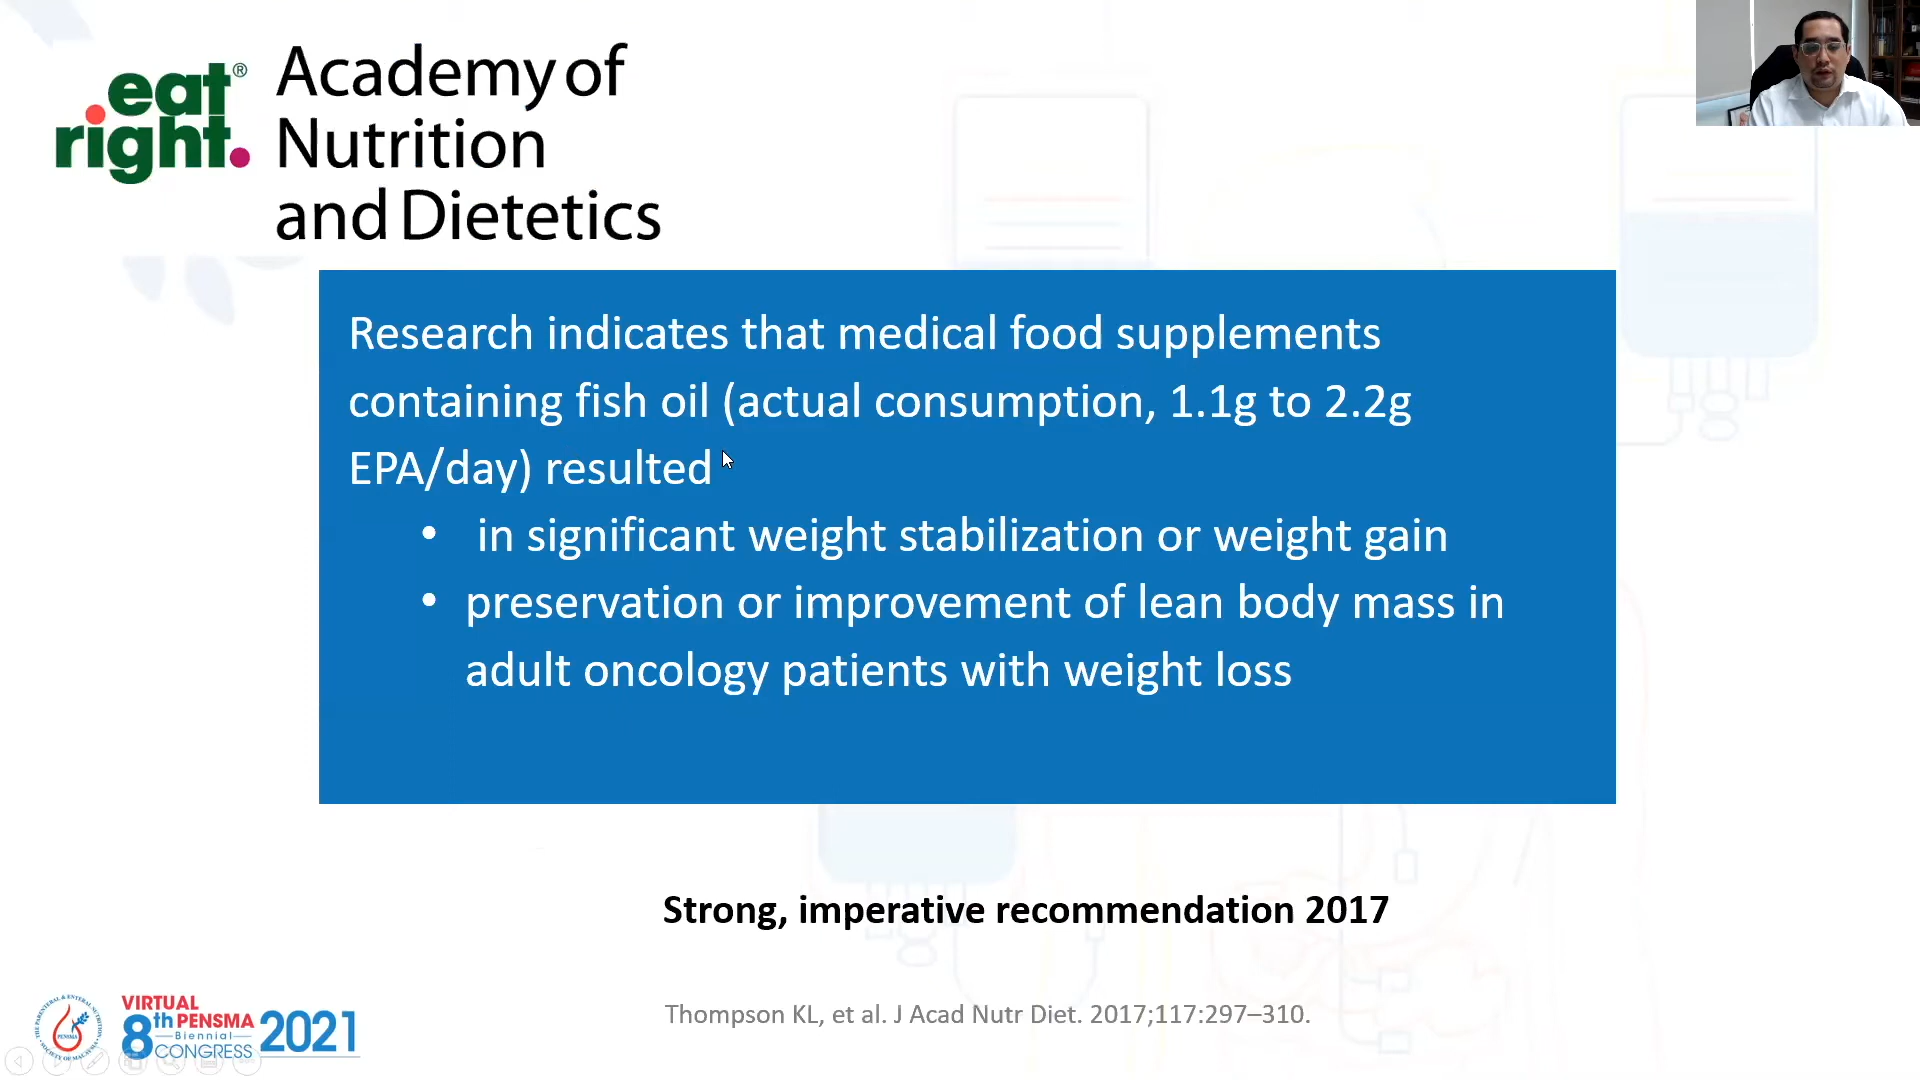 eat®
right.
Academy of
Nutrition
and Dietetics
Research indicates that medical food supplements
containing fish oil (actual consumption, 1.1g to 2.2g
EPA/day) resulted
• in significant weight stabilization or weight gain
• preservation or improvement of lean body mass in
adult oncology patients with weight loss
Strong, imperative recommendation 2017
Thompson KL, et al. J Acad Nutr Diet. 2017;117:297–310.
PENSMA
VIRTUAL
8th PENSMA
Biennial
CONGRESS
2021